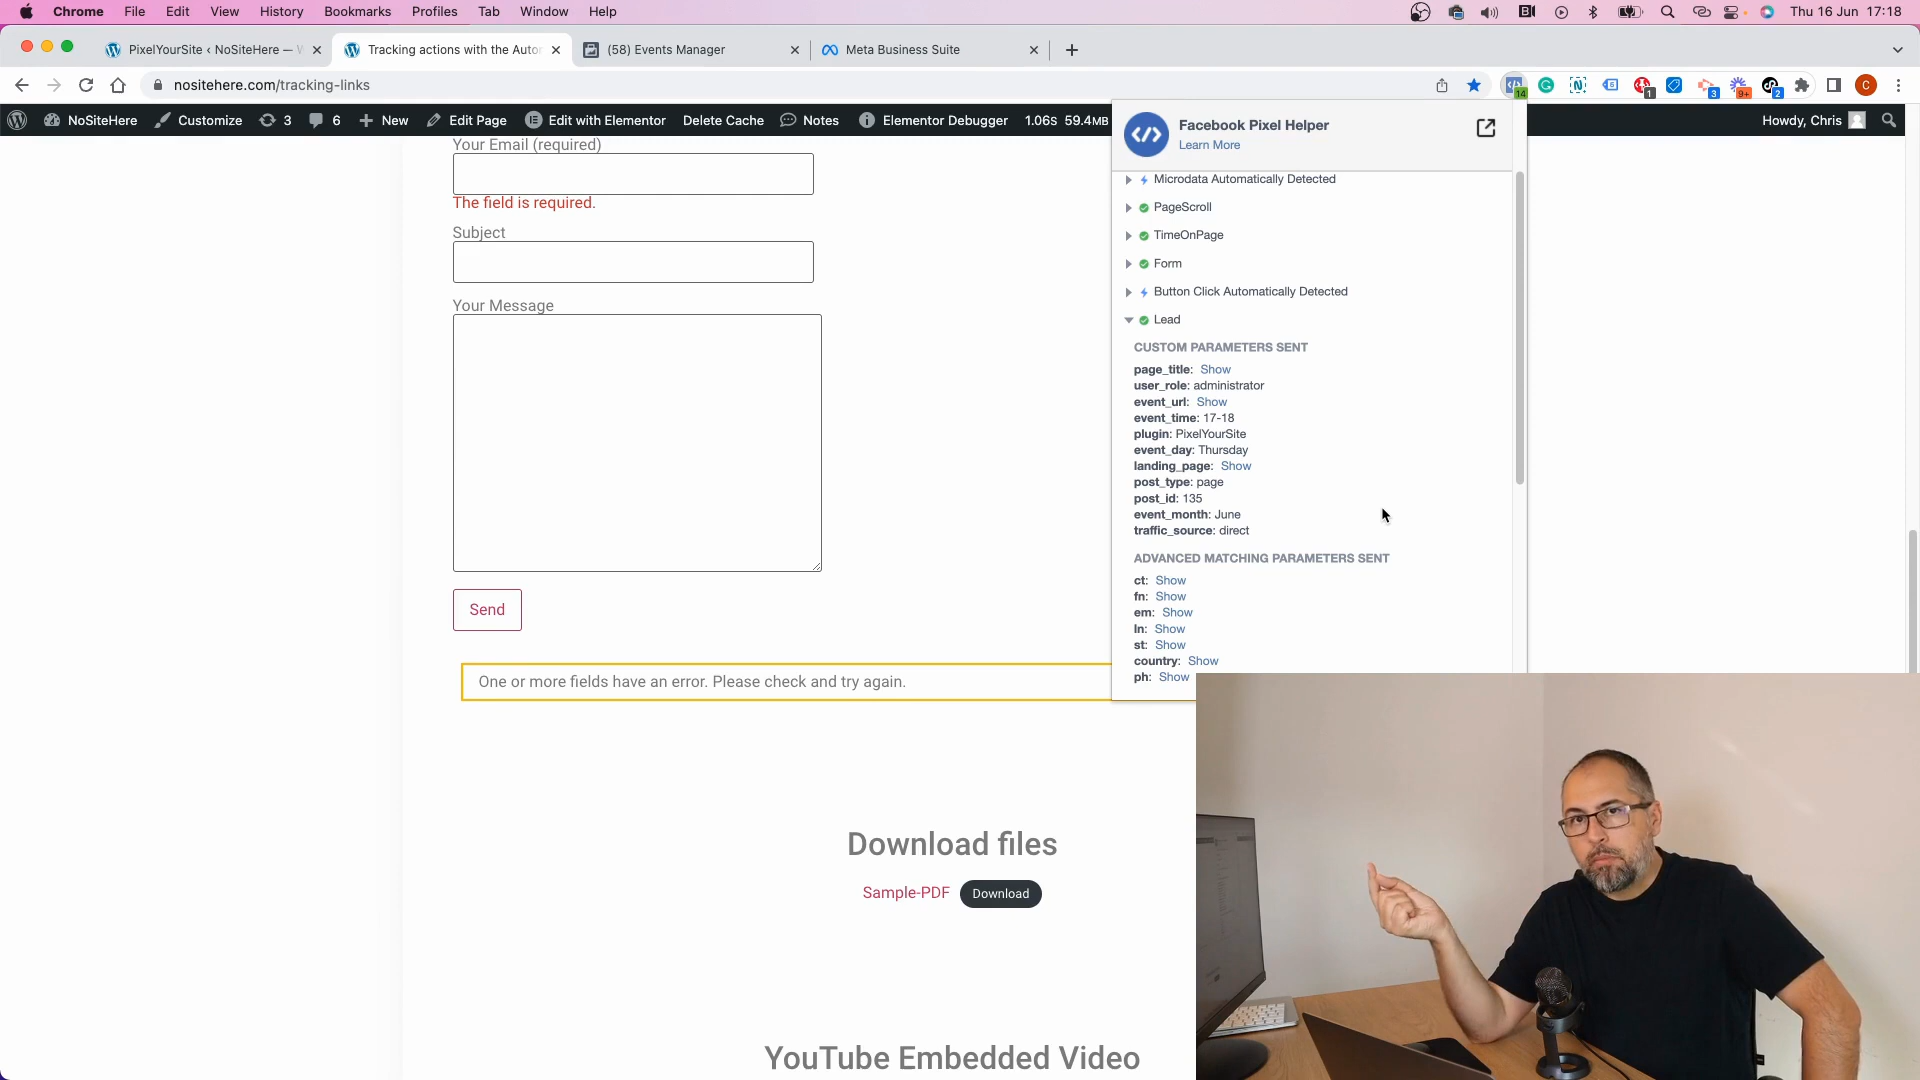 Chrome File Edit View History Bookmarks Profiles Tab Window Help Thu 16 Jun 17:18
PixelYourSite ‹ NoSiteHere —
Tracking actions with the Autor
(58) Events Manager
Meta Business Suite
nositehere.com/tracking-links
14
1
3
9+
2
C
NoSiteHere Customize 3 6 New Edit Page Edit with Elementor Delete Cache Notes Elementor Debugger 1.06S 59.4MB Howdy, Chris
Your Email (required)
The field is required.
Subject
Your Message
Send
One or more fields have an error. Please check and try again.
Download files
Sample-PDF Download
YouTube Embedded Video
Facebook Pixel Helper
Learn More
Microdata Automatically Detected
PageScroll
TimeOnPage
Form
Button Click Automatically Detected
Lead
CUSTOM PARAMETERS SENT
page_title: Show
user_role: administrator
event_url: Show
event_time: 17-18
plugin: PixelYourSite
event_day: Thursday
landing_page: Show
post_type: page
post_id: 135
event_month: June
traffic_source: direct
ADVANCED MATCHING PARAMETERS SENT
ct: Show
fn: Show
em: Show
ln: Show
st: Show
country: Show
ph: Show